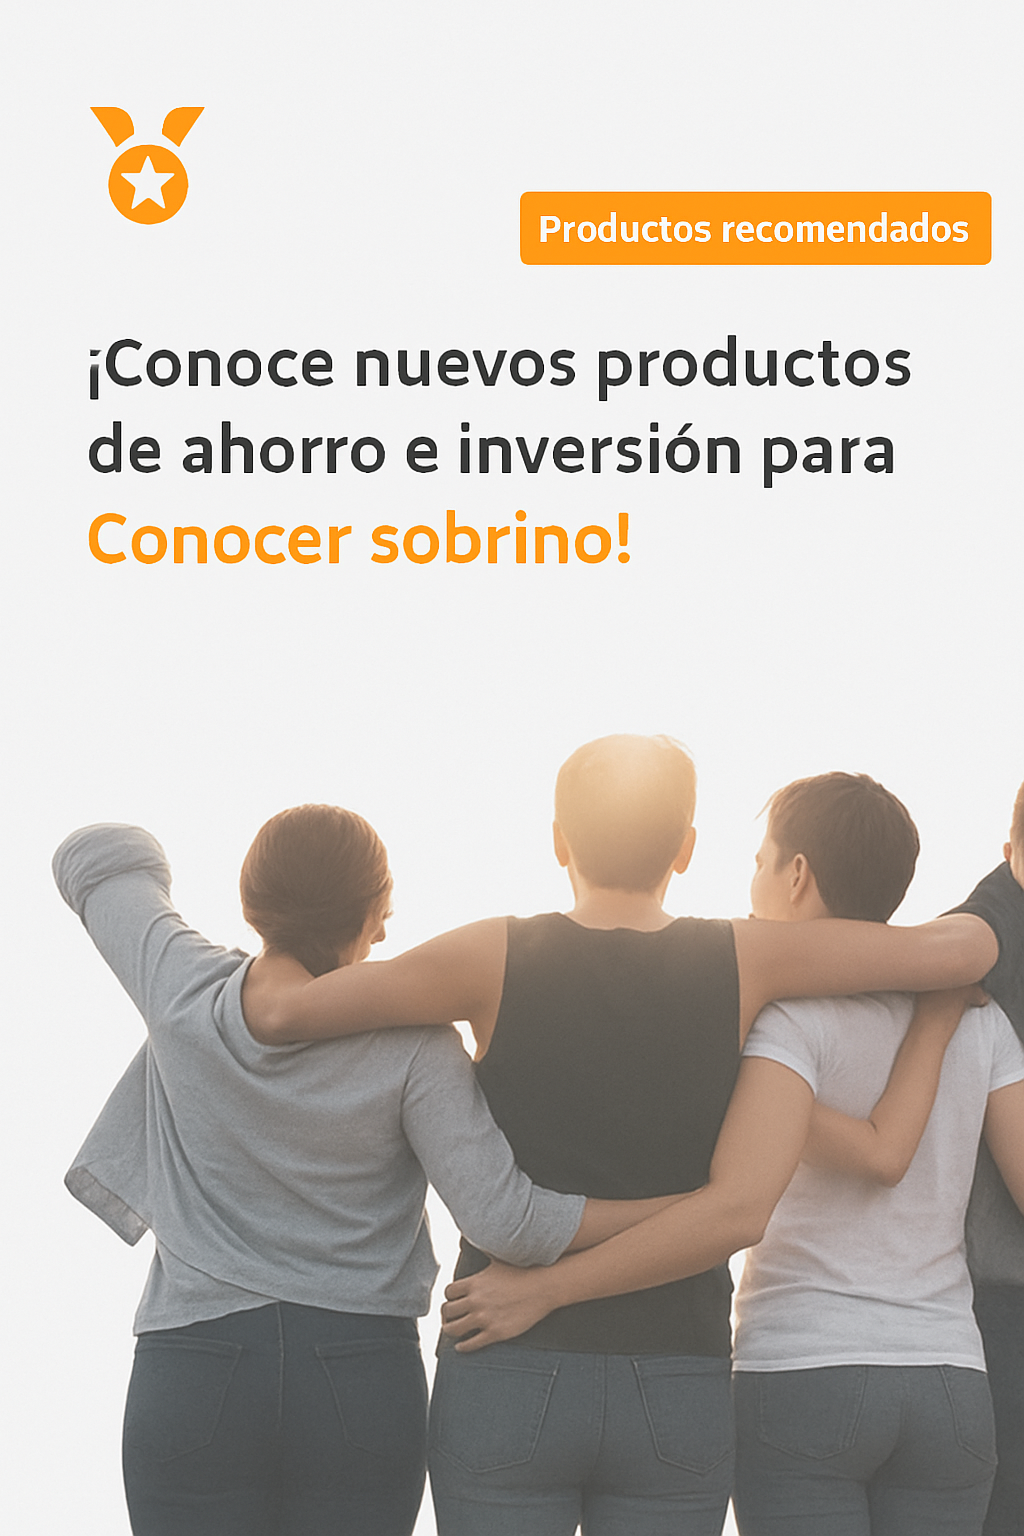 Productos recomendados
¡Conoce nuevos productos
de ahorro e inversión para
Conocer sobrino!